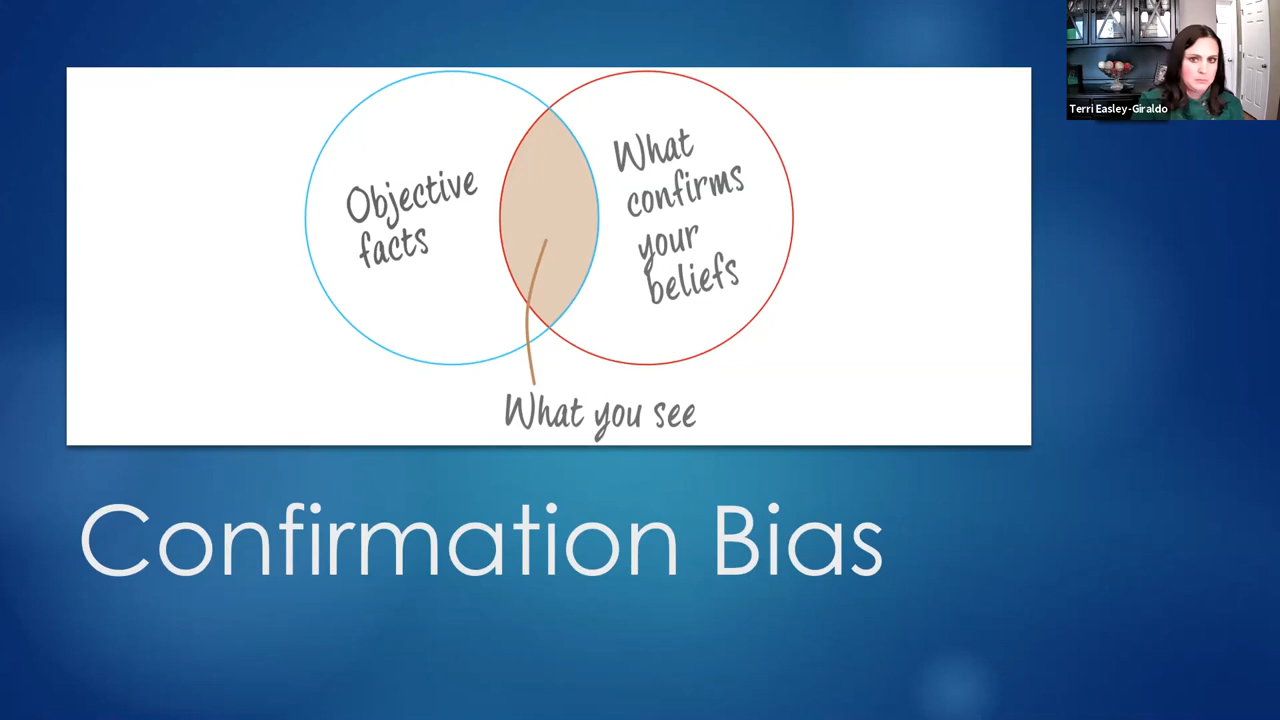 Terri Easley-Giraldo
Objective
facts
What
confirms
your
beliefs
What you see
Confirmation Bias